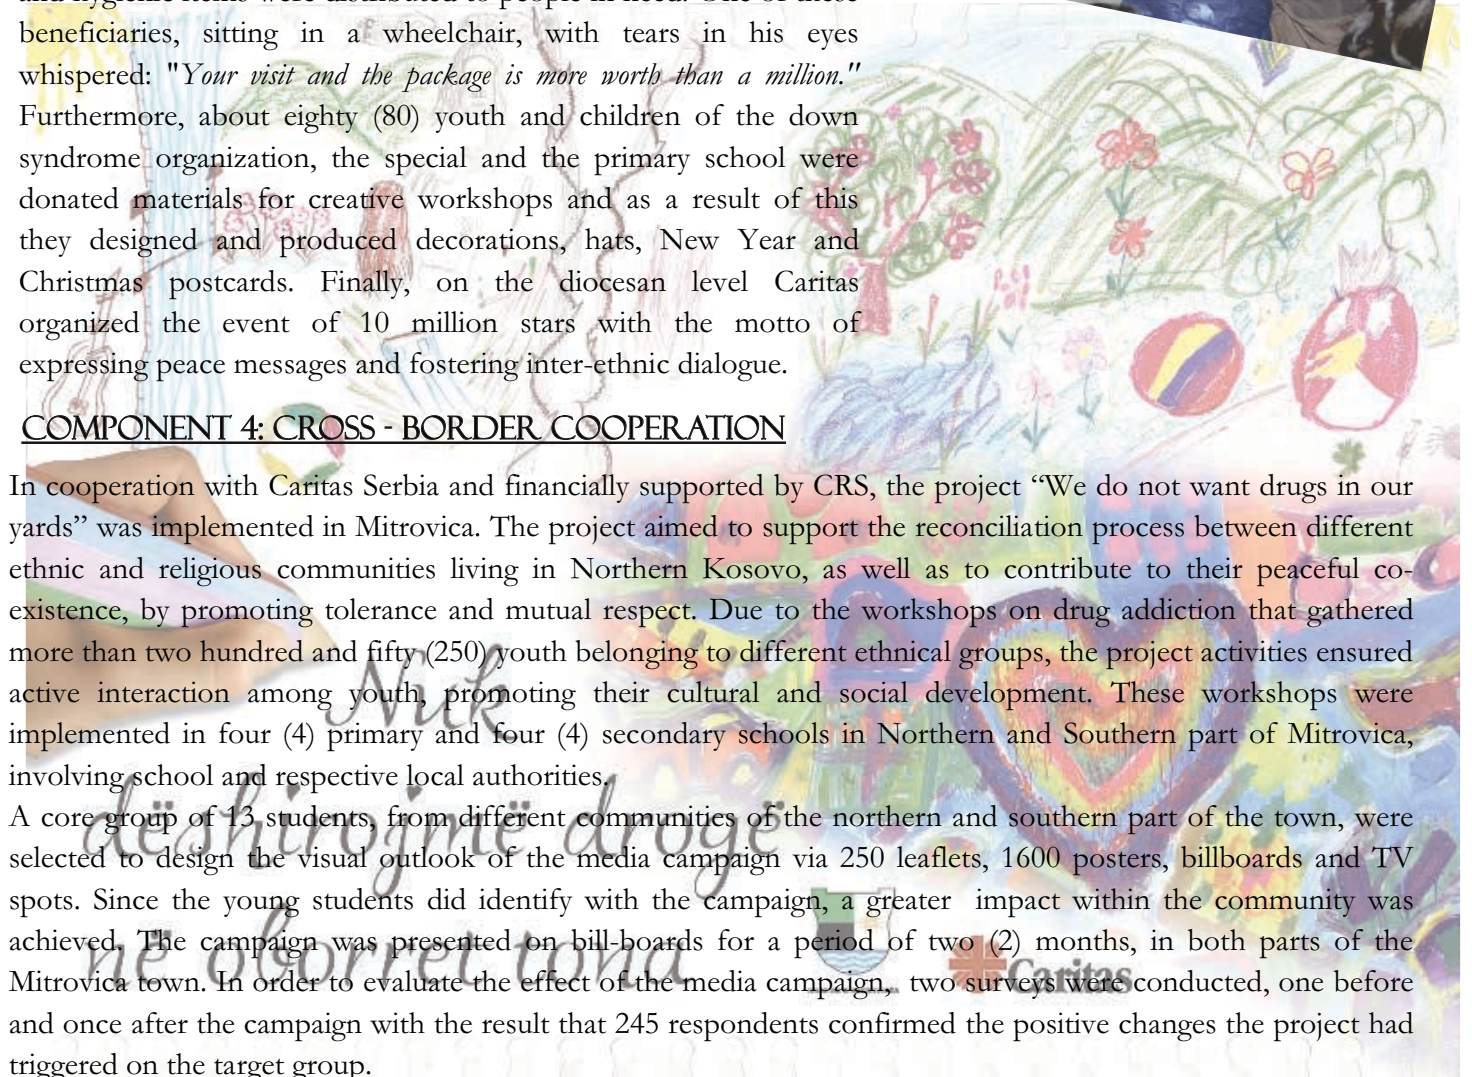 and hygienic items were distributed to people in need. One of these
beneficiaries, sitting in a wheelchair, with tears in his eyes
whispered: "Your visit and the package is more worth than a million."
Furthermore, about eighty (80) youth and children of the down
syndrome organization, the special and the primary school were
donated materials for creative workshops and as a result of this
they designed and produced decorations, hats, New Year and
Christmas postcards. Finally, on the diocesan level Caritas
organized the event of 10 million stars with the motto of
expressing peace messages and fostering inter-ethnic dialogue.
COMPONENT 4: CROSS - BORDER COOPERATION
In cooperation with Caritas Serbia and financially supported by CRS, the project “We do not want drugs in our
yards” was implemented in Mitrovica. The project aimed to support the reconciliation process between different
ethnic and religious communities living in Northern Kosovo, as well as to contribute to their peaceful co-
existence, by promoting tolerance and mutual respect. Due to the workshops on drug addiction that gathered
more than two hundred and fifty (250) youth belonging to different ethnical groups, the project activities ensured
active interaction among youth, promoting their cultural and social development. These workshops were
implemented in four (4) primary and four (4) secondary schools in Northern and Southern part of Mitrovica,
involving school and respective local authorities.
A core group of 13 students, from different communities of the northern and southern part of the town, were
selected to design the visual outlook of the media campaign via 250 leaflets, 1600 posters, billboards and TV
spots. Since the young students did identify with the campaign, a greater impact within the community was
achieved. The campaign was presented on bill-boards for a period of two (2) months, in both parts of the
Mitrovica town. In order to evaluate the effect of the media campaign, two surveys were conducted, one before
and once after the campaign with the result that 245 respondents confirmed the positive changes the project had
triggered on the target group.
Nuk
dëshirojmë drogë
në oborret tona
Caritas